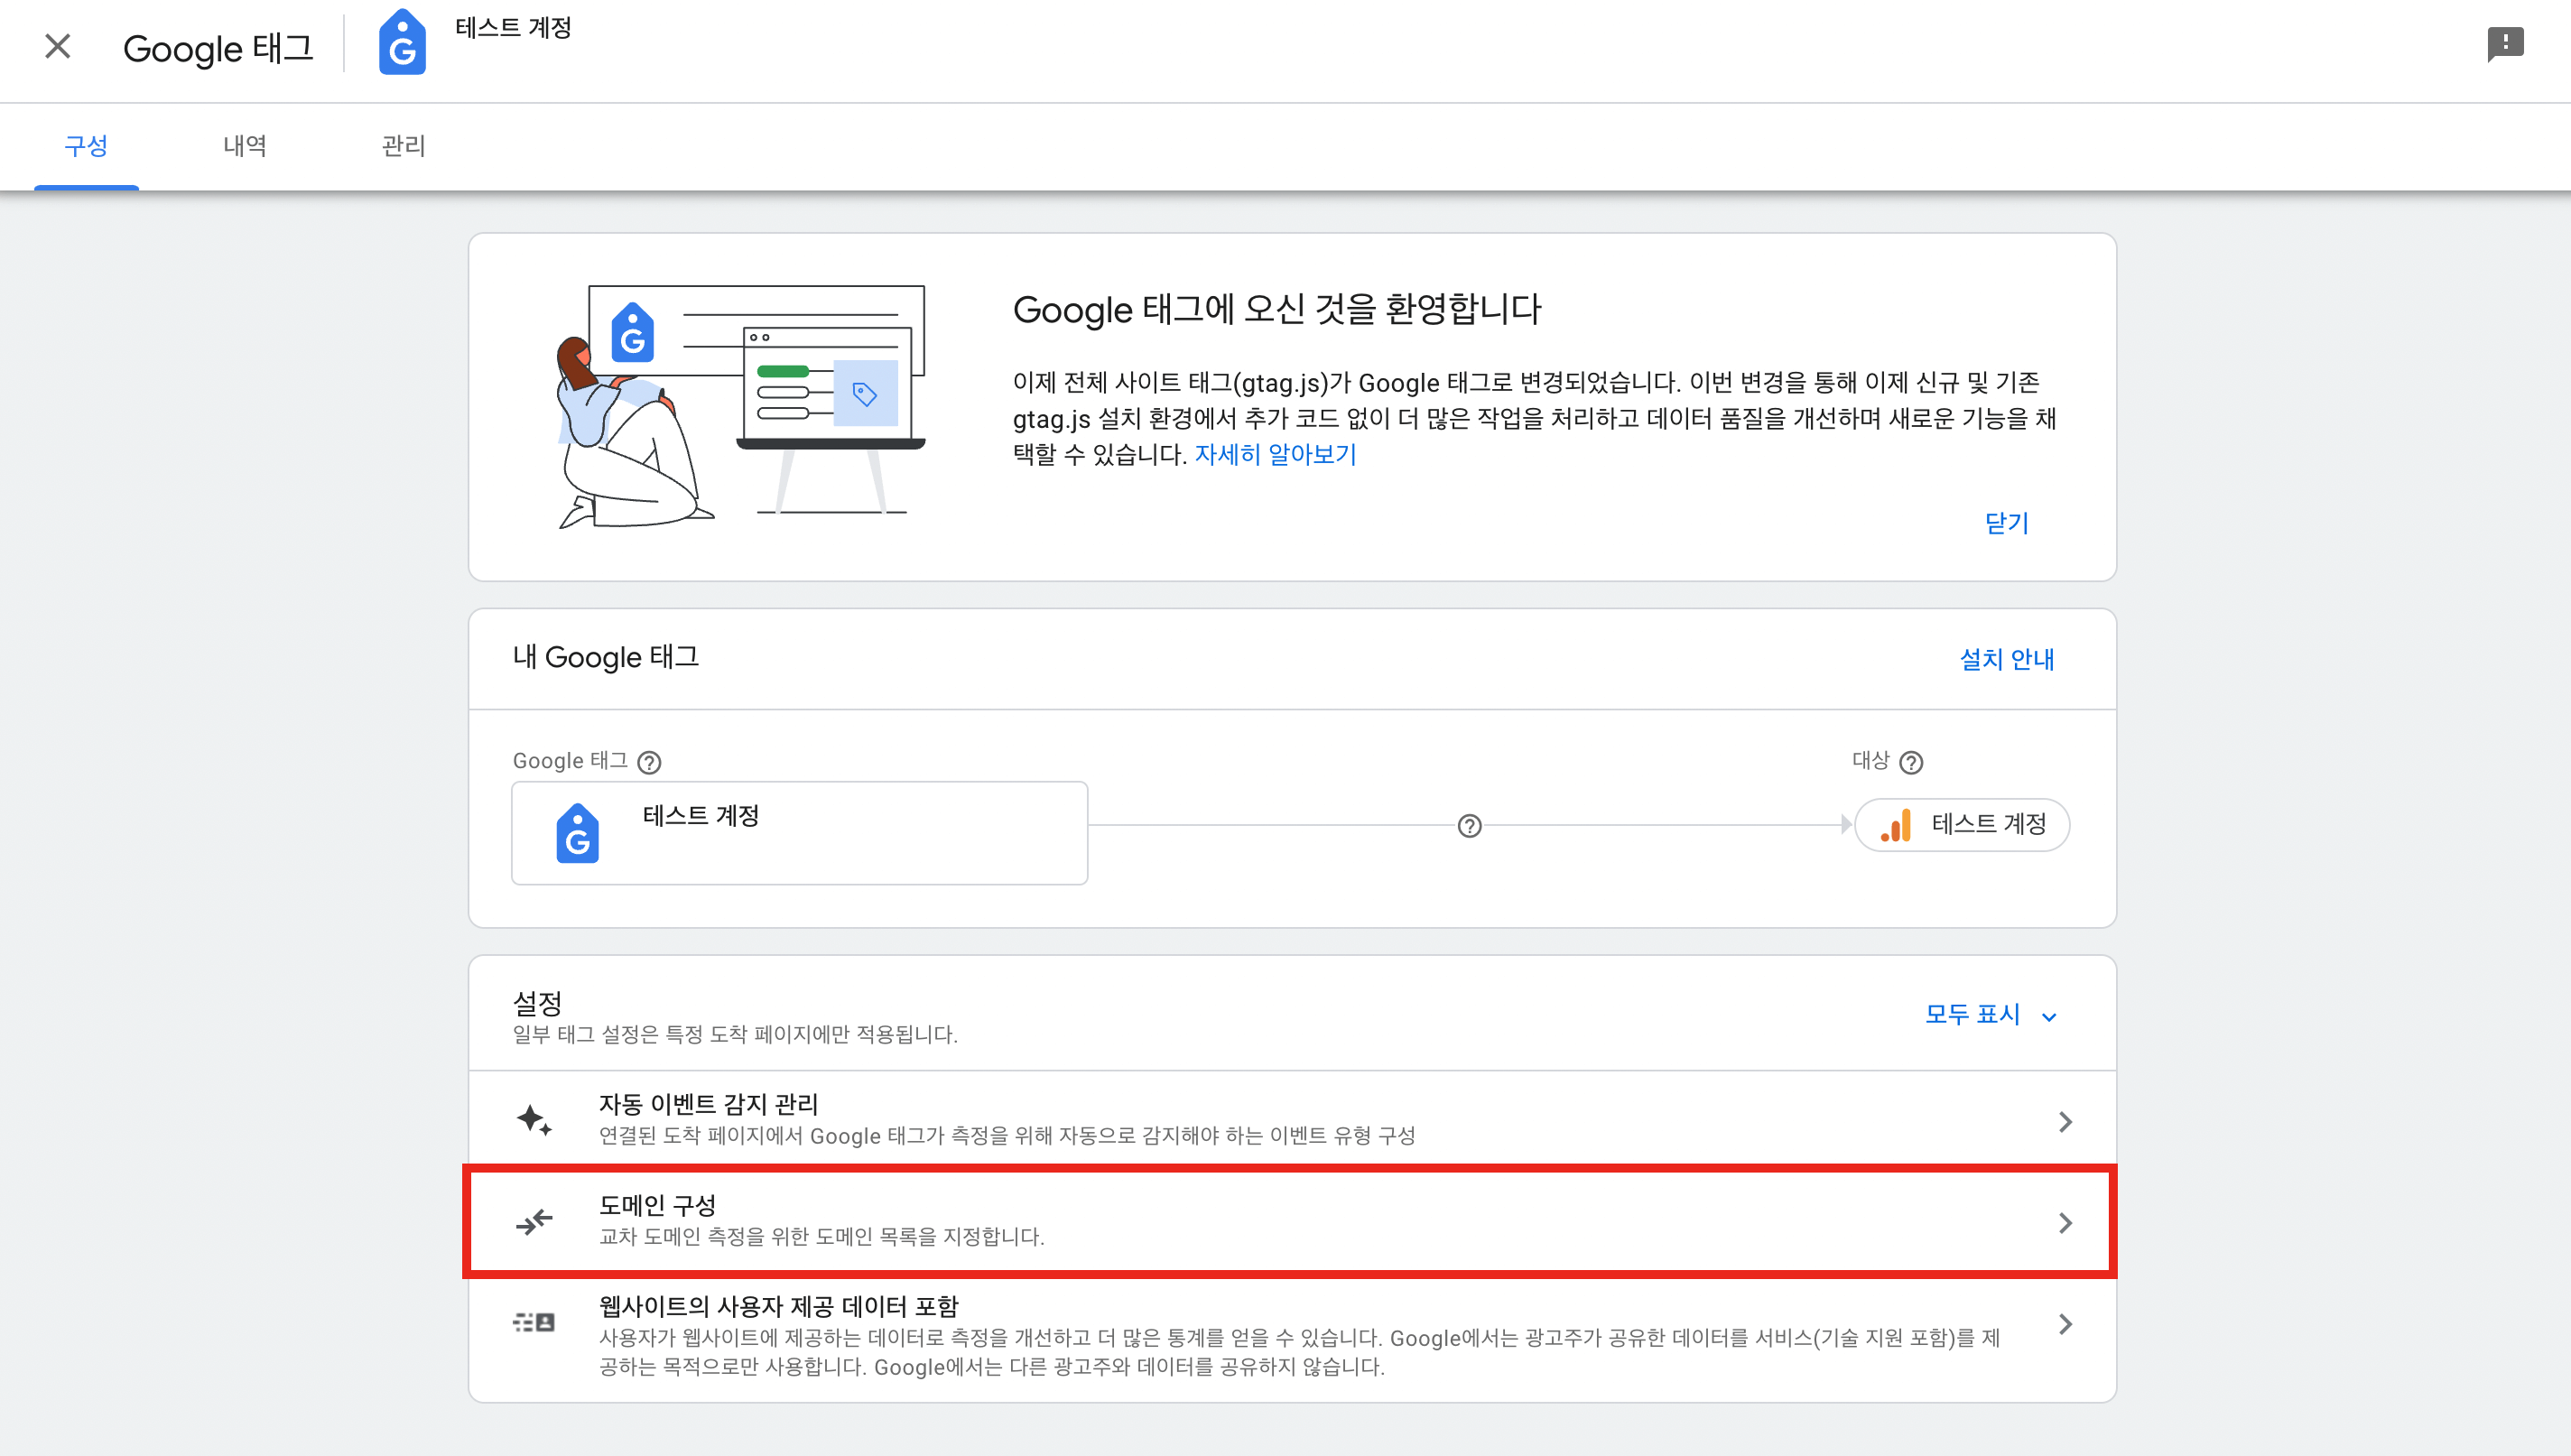 Google 태그
테스트 계정
구성
내역
관리
Google 태그에 오신 것을 환영합니다
이제 전체 사이트 태그(gtag.js)가 Google 태그로 변경되었습니다. 이번 변경을 통해 이제 신규 및 기존
gtag.js 설치 환경에서 추가 코드 없이 더 많은 작업을 처리하고 데이터 품질을 개선하며 새로운 기능을 채
택할 수 있습니다. 자세히 알아보기
닫기
내 Google 태그
설치 안내
Google 태그
대상
테스트 계정
테스트 계정
설정
일부 태그 설정은 특정 도착 페이지에만 적용됩니다.
모두 표시
자동 이벤트 감지 관리
연결된 도착 페이지에서 Google 태그가 측정을 위해 자동으로 감지해야 하는 이벤트 유형 구성
도메인 구성
교차 도메인 측정을 위한 도메인 목록을 지정합니다.
웹사이트의 사용자 제공 데이터 포함
사용자가 웹사이트에 제공하는 데이터로 측정을 개선하고 더 많은 통계를 얻을 수 있습니다. Google에서는 광고주가 공유한 데이터를 서비스(기술 지원 포함)를 제
공하는 목적으로만 사용합니다. Google에서는 다른 광고주와 데이터를 공유하지 않습니다.